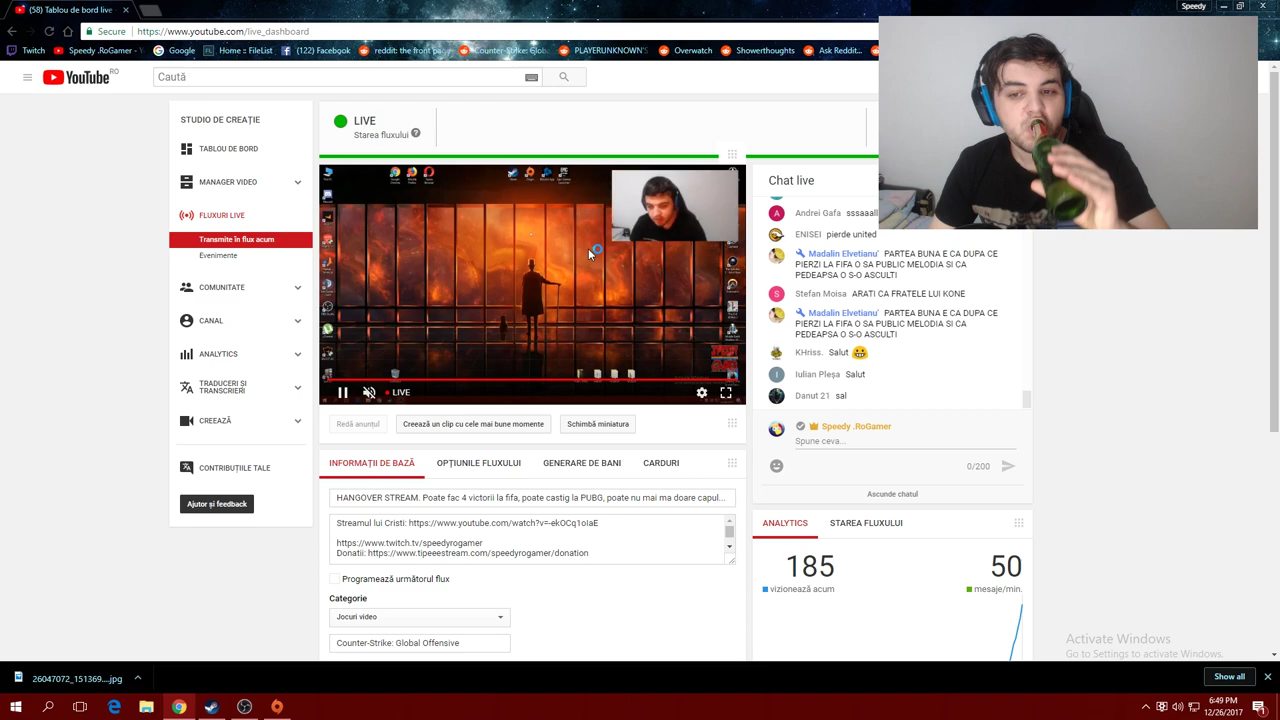 (58) Tablou de bord live
Speedy
Secure | https://www.youtube.com/live_dashboard
Twitch Speedy .RoGamer - Y Google Home :: FileList (122) Facebook reddit: the front pag Counter-Strike: Glob PLAYERUNKNOWN'S Overwatch Showerthoughts Ask Reddit...
YouTube RO
Caută
STUDIO DE CREAȚIE
TABLOU DE BORD
MANAGER VIDEO
FLUXURI LIVE
Transmite în flux acum
Evenimente
COMUNITATE
CANAL
ANALYTICS
TRADUCERI ȘI
TRANSCRIERI
CREEAZĂ
CONTRIBUȚIILE TALE
Ajutor și feedback
LIVE
Starea fluxului
LIVE
Redă anunțul
Creează un clip cu cele mai bune momente
Schimbă miniatura
INFORMAȚII DE BAZĂ OPȚIUNILE FLUXULUI GENERARE DE BANI CARDURI
HANGOVER STREAM. Poate fac 4 victorii la fifa, poate castig la PUBG, poate nu mai ma doare capul...
Streamul lui Cristi: https://www.youtube.com/watch?v=-ekOCq1oiaE
https://www.twitch.tv/speedyrogamer
Donatii: https://www.tipeeestream.com/speedyrogamer/donation
Programează următorul flux
Categorie
Jocuri video
Counter-Strike: Global Offensive
Chat live
Andrei Gafa sssaaall
ENISEI pierde united
Madalin Elvetianu' PARTEA BUNA E CA DUPA CE
PIERZI LA FIFA O SA PUBLIC MELODIA SI CA
PEDEAPSA O S-O ASCULTI
Stefan Moisa ARATI CA FRATELE LUI KONE
Madalin Elvetianu' PARTEA BUNA E CA DUPA CE
PIERZI LA FIFA O SA PUBLIC MELODIA SI CA
PEDEAPSA O S-O ASCULTI
KHriss. Salut
Iulian Pleșa Salut
Danut 21 sal
Speedy .RoGamer
Spune ceva...
0/200
Ascunde chatul
ANALYTICS STAREA FLUXULUI
185
vizionează acum
50
mesaje/min.
Activate Windows
Go to Settings to activate Windows.
26047072_151369....jpg
Show all
6:49 PM
12/26/2017